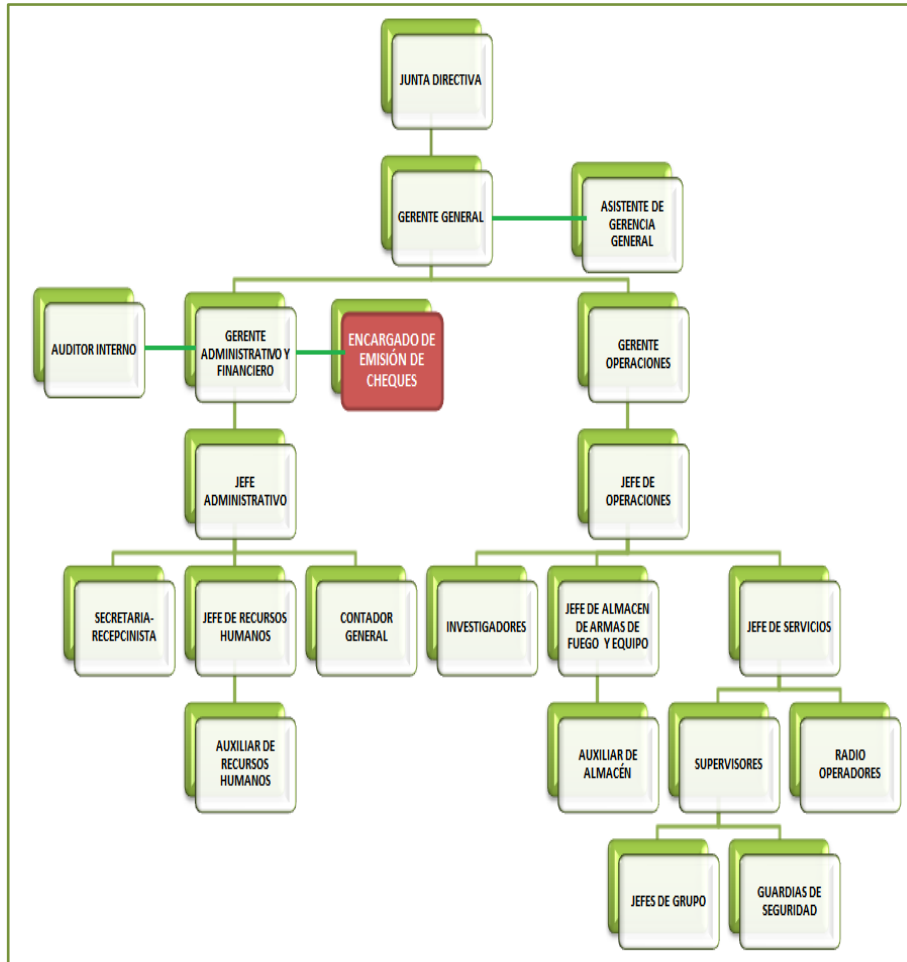 JUNTA DIRECTIVA
GERENTE GENERAL
ASISTENTE DE
GERENCIA
GENERAL
AUDITOR INTERNO
GERENTE
ADMINISTRATIVO Y
FINANCIERO
ENCARGADO DE
EMISIÓN DE
CHEQUES
GERENTE
OPERACIONES
JEFE
ADMINISTRATIVO
JEFE DE
OPERACIONES
SECRETARIA-
RECEPCINISTA
JEFE DE RECURSOS
HUMANOS
CONTADOR
GENERAL
INVESTIGADORES
JEFE DE ALMACEN
DE ARMAS DE
FUEGO Y EQUIPO
JEFE DE SERVICIOS
AUXILIAR DE
RECURSOS
HUMANOS
AUXILIAR DE
ALMACÉN
SUPERVISORES
RADIO
OPERADORES
JEFES DE GRUPO
GUARDIAS DE
SEGURIDAD